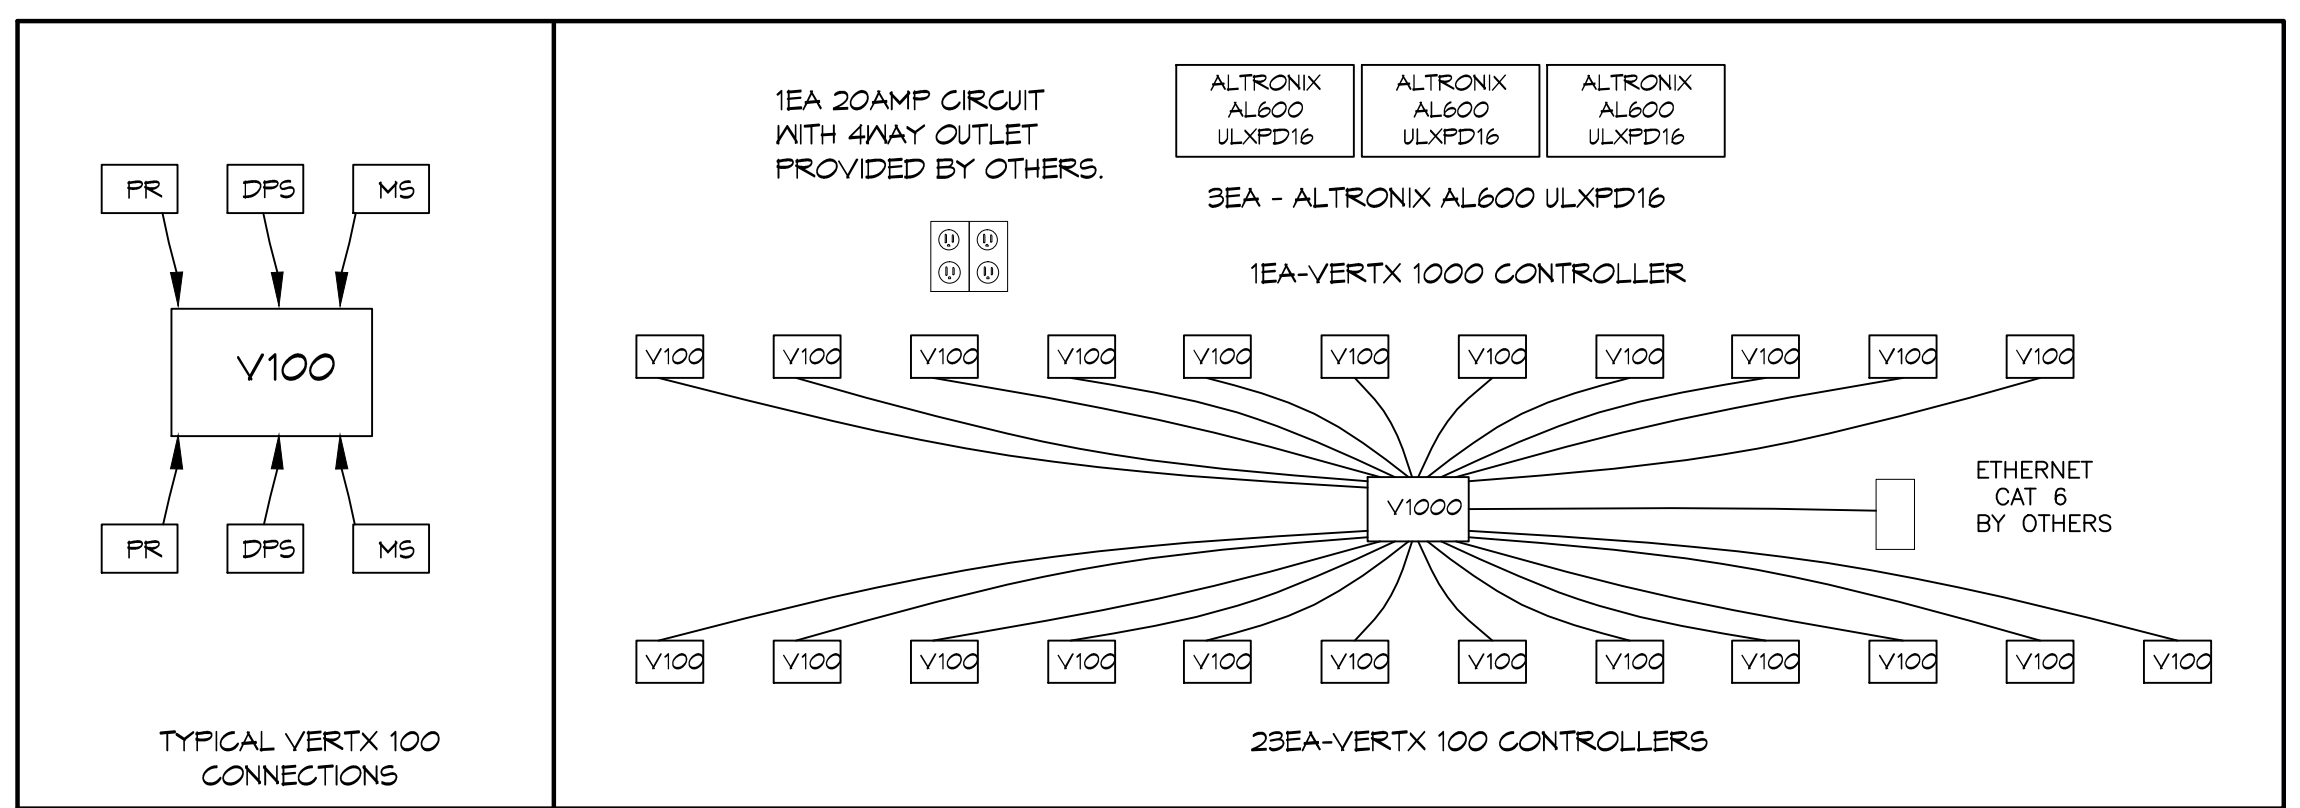 PR DPS MS
V100
PR DPS MS
TYPICAL VERTX 100
CONNECTIONS
1EA 20AMP CIRCUIT
WITH 4WAY OUTLET
PROVIDED BY OTHERS.
ALTRONIX
AL600
ULXPD16
ALTRONIX
AL600
ULXPD16
ALTRONIX
AL600
ULXPD16
3EA - ALTRONIX AL600 ULXPD16
1EA-VERTX 1000 CONTROLLER
V100 V100 V100 V100 V100 V100 V100 V100 V100 V100 V100
V1000
ETHERNET
CAT 6
BY OTHERS
V100 V100 V100 V100 V100 V100 V100 V100 V100 V100 V100 V100
23EA-VERTX 100 CONTROLLERS